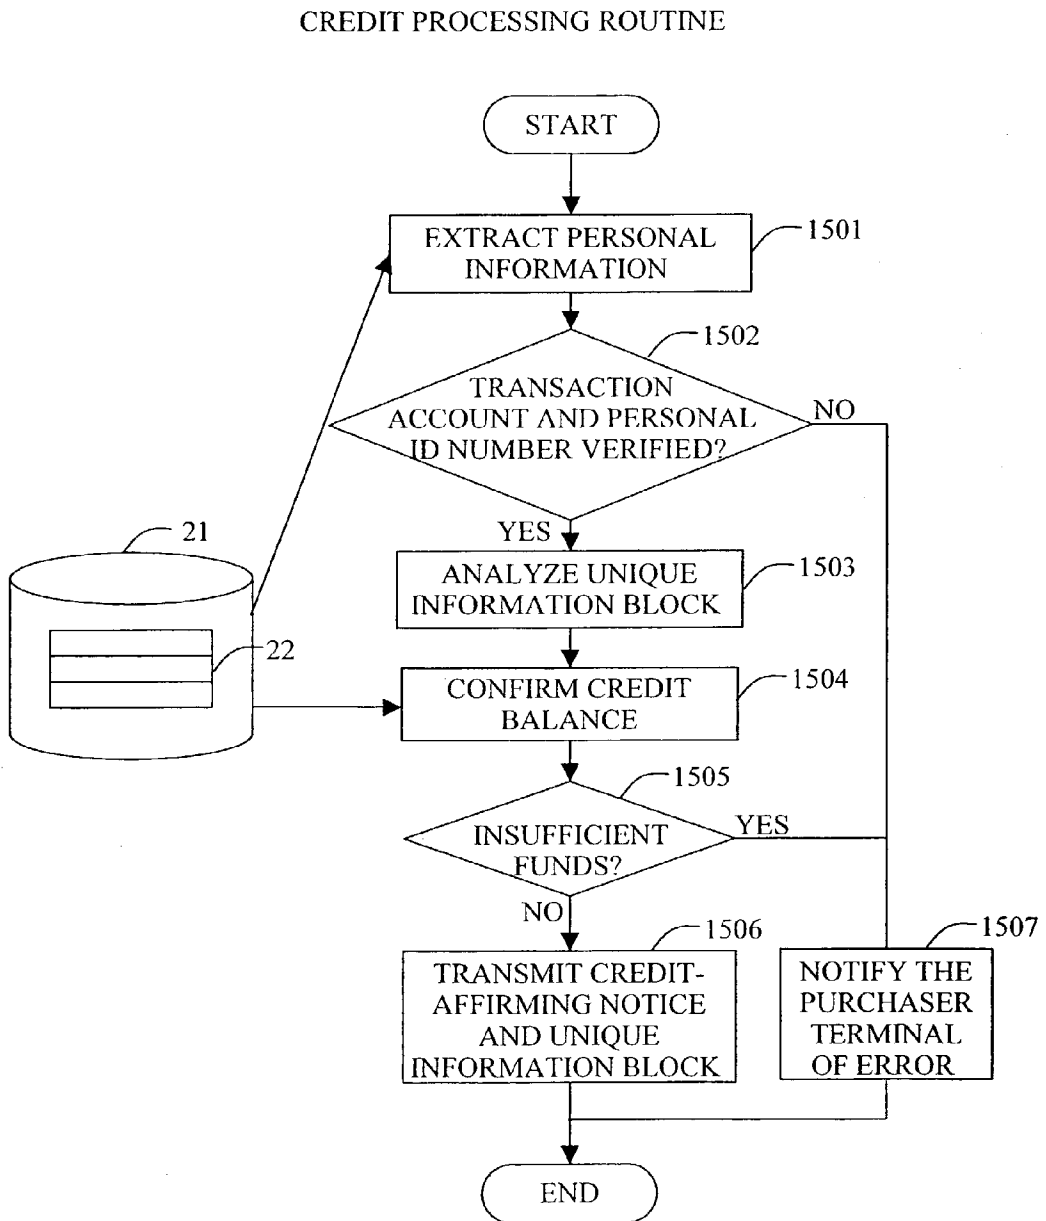 CREDIT PROCESSING ROUTINE
START
EXTRACT PERSONAL
INFORMATION
1501
1502
TRANSACTION
ACCOUNT AND PERSONAL
ID NUMBER VERIFIED?
NO
YES
21
22
ANALYZE UNIQUE
INFORMATION BLOCK
1503
CONFIRM CREDIT
BALANCE
1504
1505
INSUFFICIENT
FUNDS?
YES
NO
1506
TRANSMIT CREDIT-
AFFIRMING NOTICE
AND UNIQUE
INFORMATION BLOCK
1507
NOTIFY THE
PURCHASER
TERMINAL
OF ERROR
END